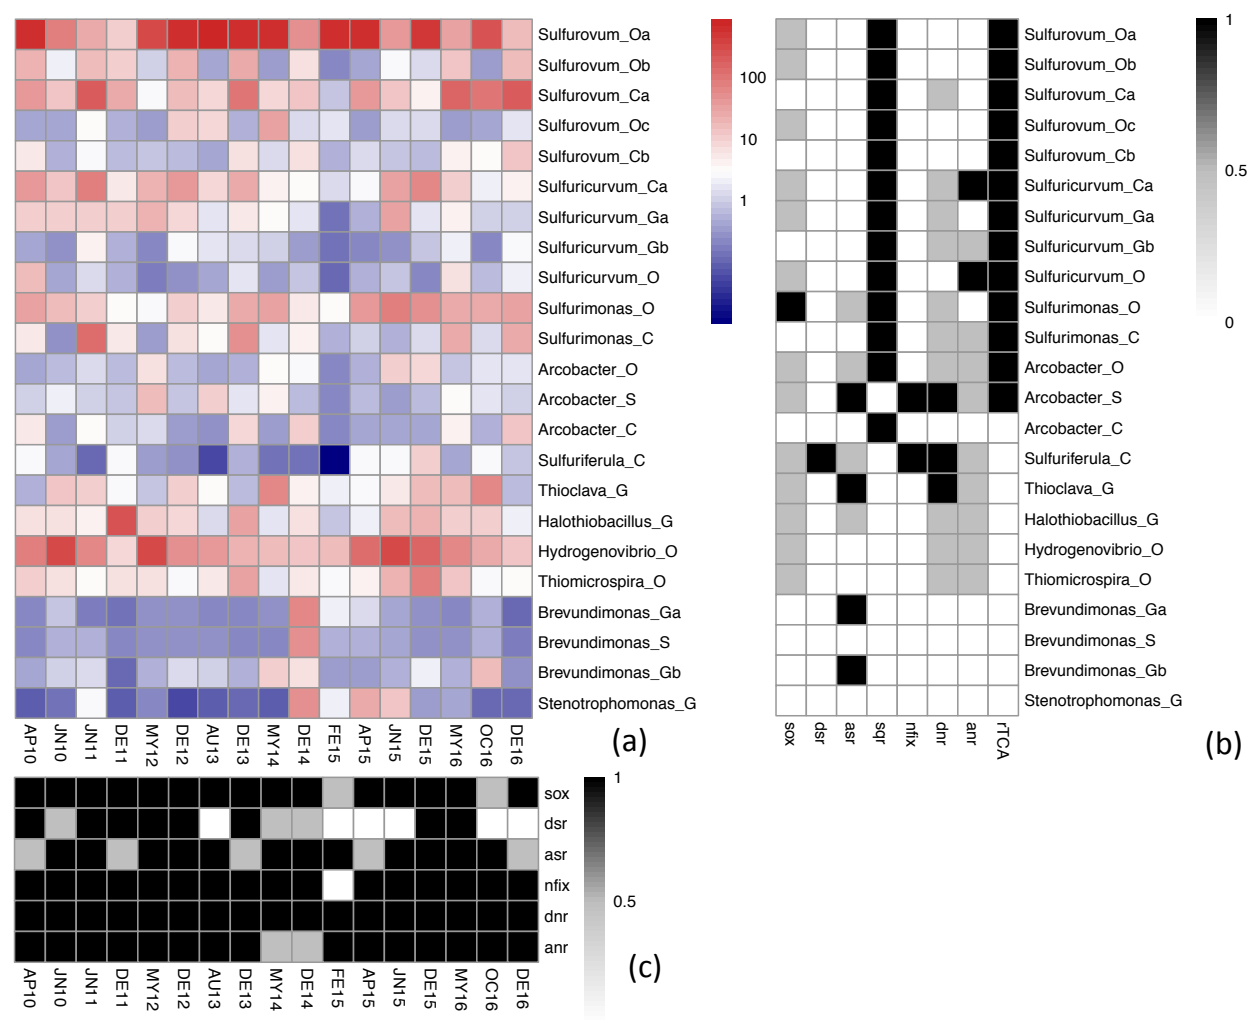 Sulfurovum_Oa
Sulfurovum_Ob
Sulfurovum_Ca
Sulfurovum_Oc
Sulfurovum_Cb
Sulfuricurvum_Ca
Sulfuricurvum_Ga
Sulfuricurvum_Gb
Sulfuricurvum_O
Sulfurimonas_O
Sulfurimonas_C
Arcobacter_O
Arcobacter_S
Arcobacter_C
Sulfuriferula_C
Thioclava_G
Halothiobacillus_G
Hydrogenovibrio_O
Thiomicrospira_O
Brevundimonas_Ga
Brevundimonas_S
Brevundimonas_Gb
Stenotrophomonas_G
AP10 JN10 JN11 DE11 MY12 DE12 AU13 DE13 MY14 DE14 FE15 AP15 JN15 DE15 MY16 OC16 DE16
(a)
100
10
1
Sulfurovum_Oa
Sulfurovum_Ob
Sulfurovum_Ca
Sulfurovum_Oc
Sulfurovum_Cb
Sulfuricurvum_Ca
Sulfuricurvum_Ga
Sulfuricurvum_Gb
Sulfuricurvum_O
Sulfurimonas_O
Sulfurimonas_C
Arcobacter_O
Arcobacter_S
Arcobacter_C
Sulfuriferula_C
Thioclava_G
Halothiobacillus_G
Hydrogenovibrio_O
Thiomicrospira_O
Brevundimonas_Ga
Brevundimonas_S
Brevundimonas_Gb
Stenotrophomonas_G
sox dsr asr sqr nfix dnr anr rTCA
(b)
1
0.5
0
sox
dsr
asr
nfix
dnr
anr
AP10 JN10 JN11 DE11 MY12 DE12 AU13 DE13 MY14 DE14 FE15 AP15 JN15 DE15 MY16 OC16 DE16
(c)
1
0.5